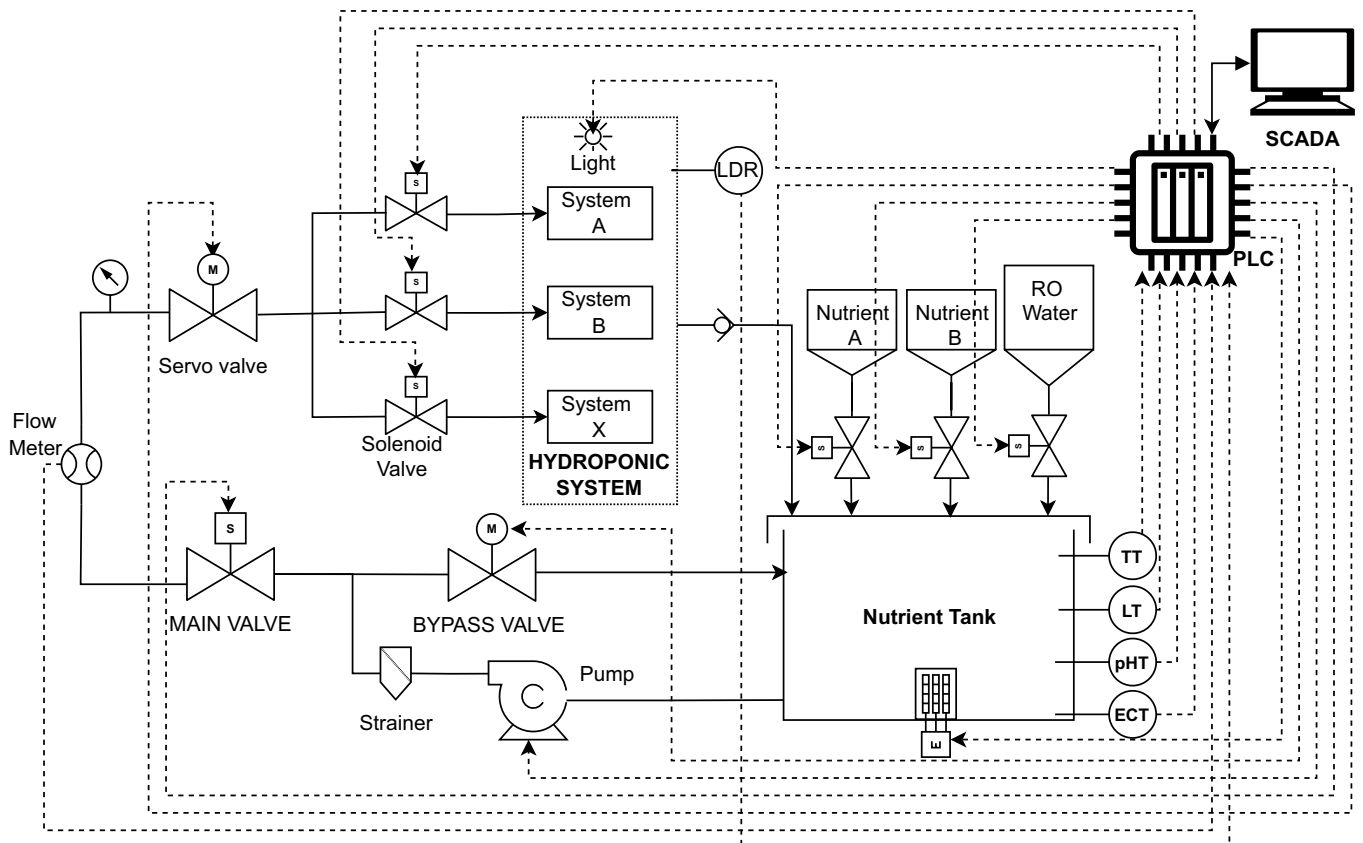 SCADA
S
Light
LDR
S
System
A
PLC
M
S
System
B
Nutrient
A
Nutrient
B
RO
Water
Servo valve
S
System
X
Flow
Meter
Solenoid
Valve
HYDROPONIC
SYSTEM
S
S
S
S
M
TT
MAIN VALVE
BYPASS VALVE
Nutrient Tank
LT
pHT
Pump
C
Strainer
ECT
E